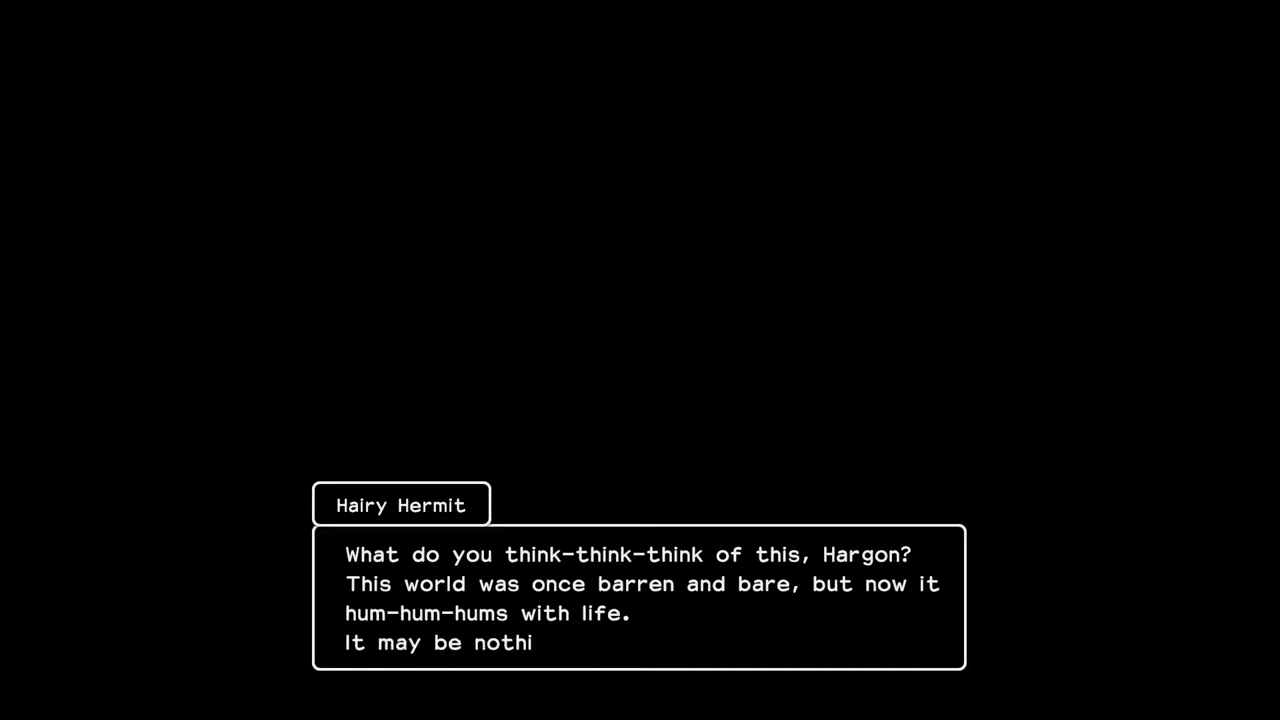 Hairy Hermit
What do you think-think-think of this, Hargon?
This world was once barren and bare, but now it
hum-hum-hums with life.
It may be nothi